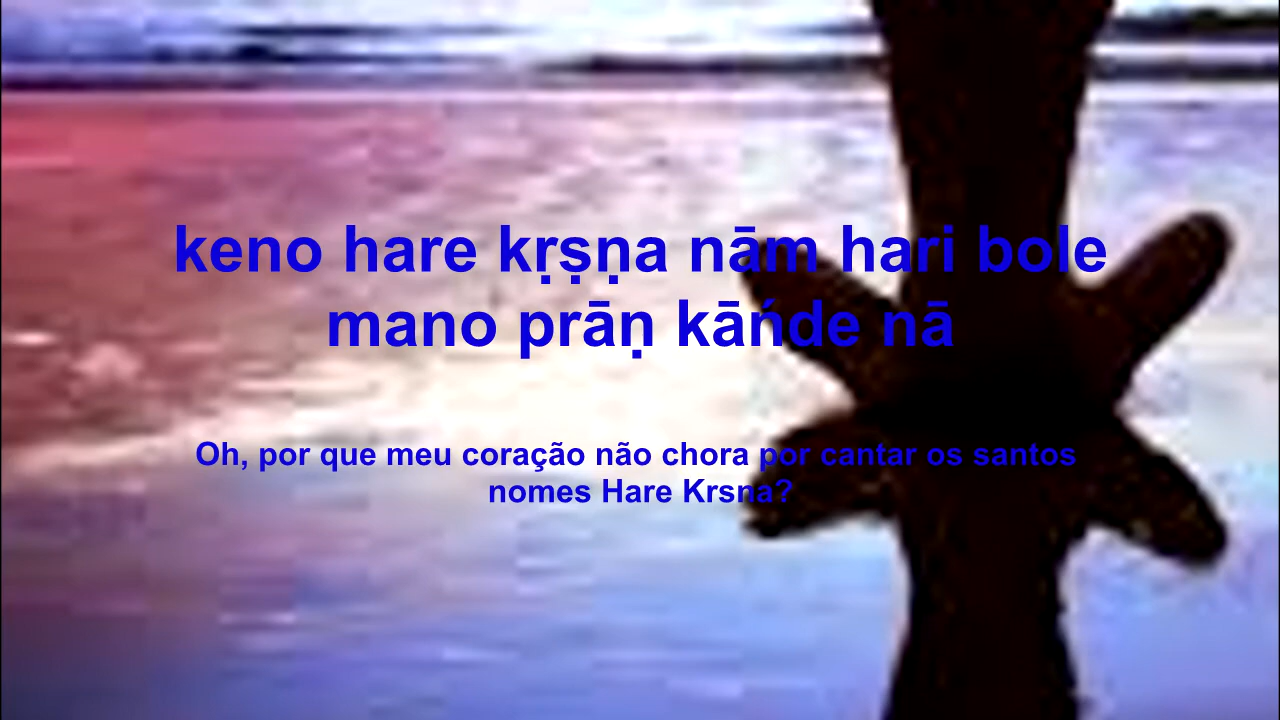 keno hare kṛṣṇa nām hari bole
mano prāṇ kāńde nā
Oh, por que meu coração não chora por cantar os santos
nomes Hare Krsna?